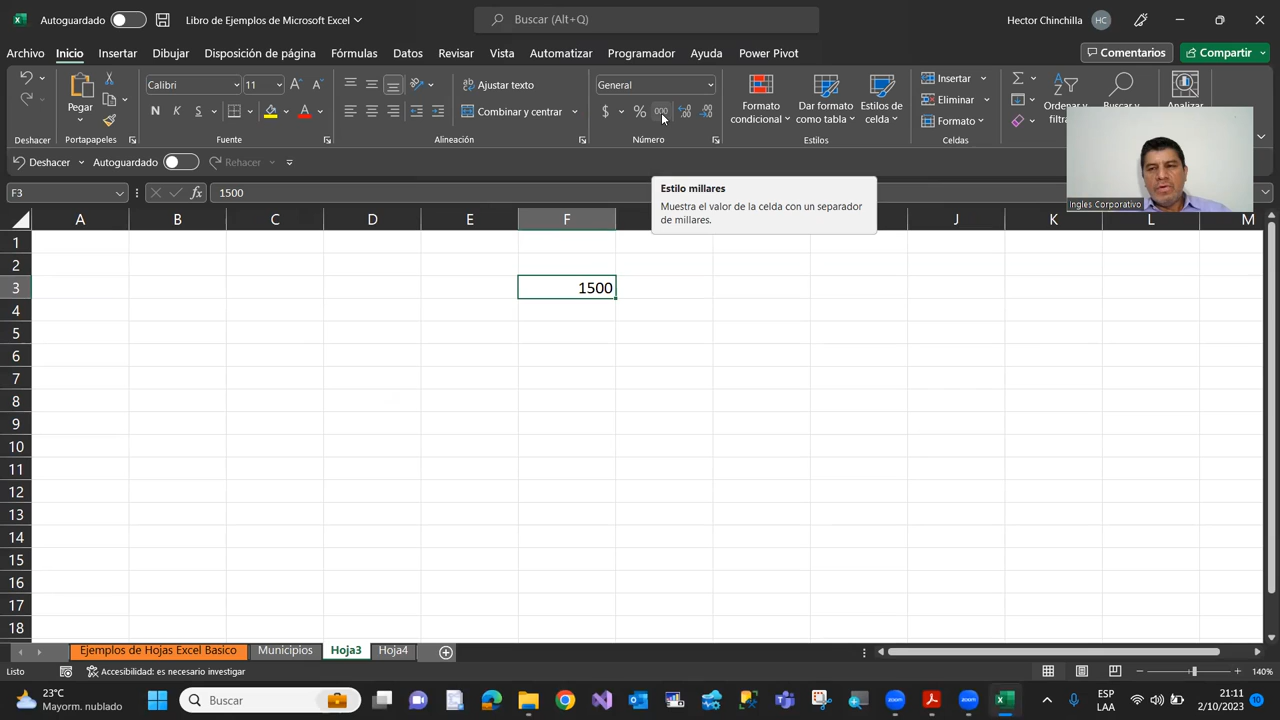 Autoguardado
Libro de Ejemplos de Microsoft Excel
Buscar (Alt+Q)
Hector Chinchilla
HC
Archivo
Inicio
Insertar
Dibujar
Disposición de página
Fórmulas
Datos
Revisar
Vista
Automatizar
Programador
Ayuda
Power Pivot
Comentarios
Compartir
Pegar
Calibri
11
N
K
S
A
A
A
Ajustar texto
Combinar y centrar
General
$
%
000
Formato
condicional
Dar formato
como tabla
Estilos de
celda
Insertar
Eliminar
Formato
Ordenar y
filtra
Buscar y
Analizar
Deshacer
Portapapeles
Fuente
Alineación
Número
Estilos
Celdas
Deshacer
Autoguardado
Rehacer
Ingles Corporativo
F3
fx
1500
Estilo millares
Muestra el valor de la celda con un separador
de millares.
A B C D E F J K L M
1
2
3 1500
4
5
6
7
8
9
10
11
12
13
14
15
16
17
18
Ejemplos de Hojas Excel Basico
Municipios
Hoja3
Hoja4
Listo
Accesibilidad: es necesario investigar
140%
23°C
Mayorm. nublado
Buscar
ESP
LAA
21:11
2/10/2023